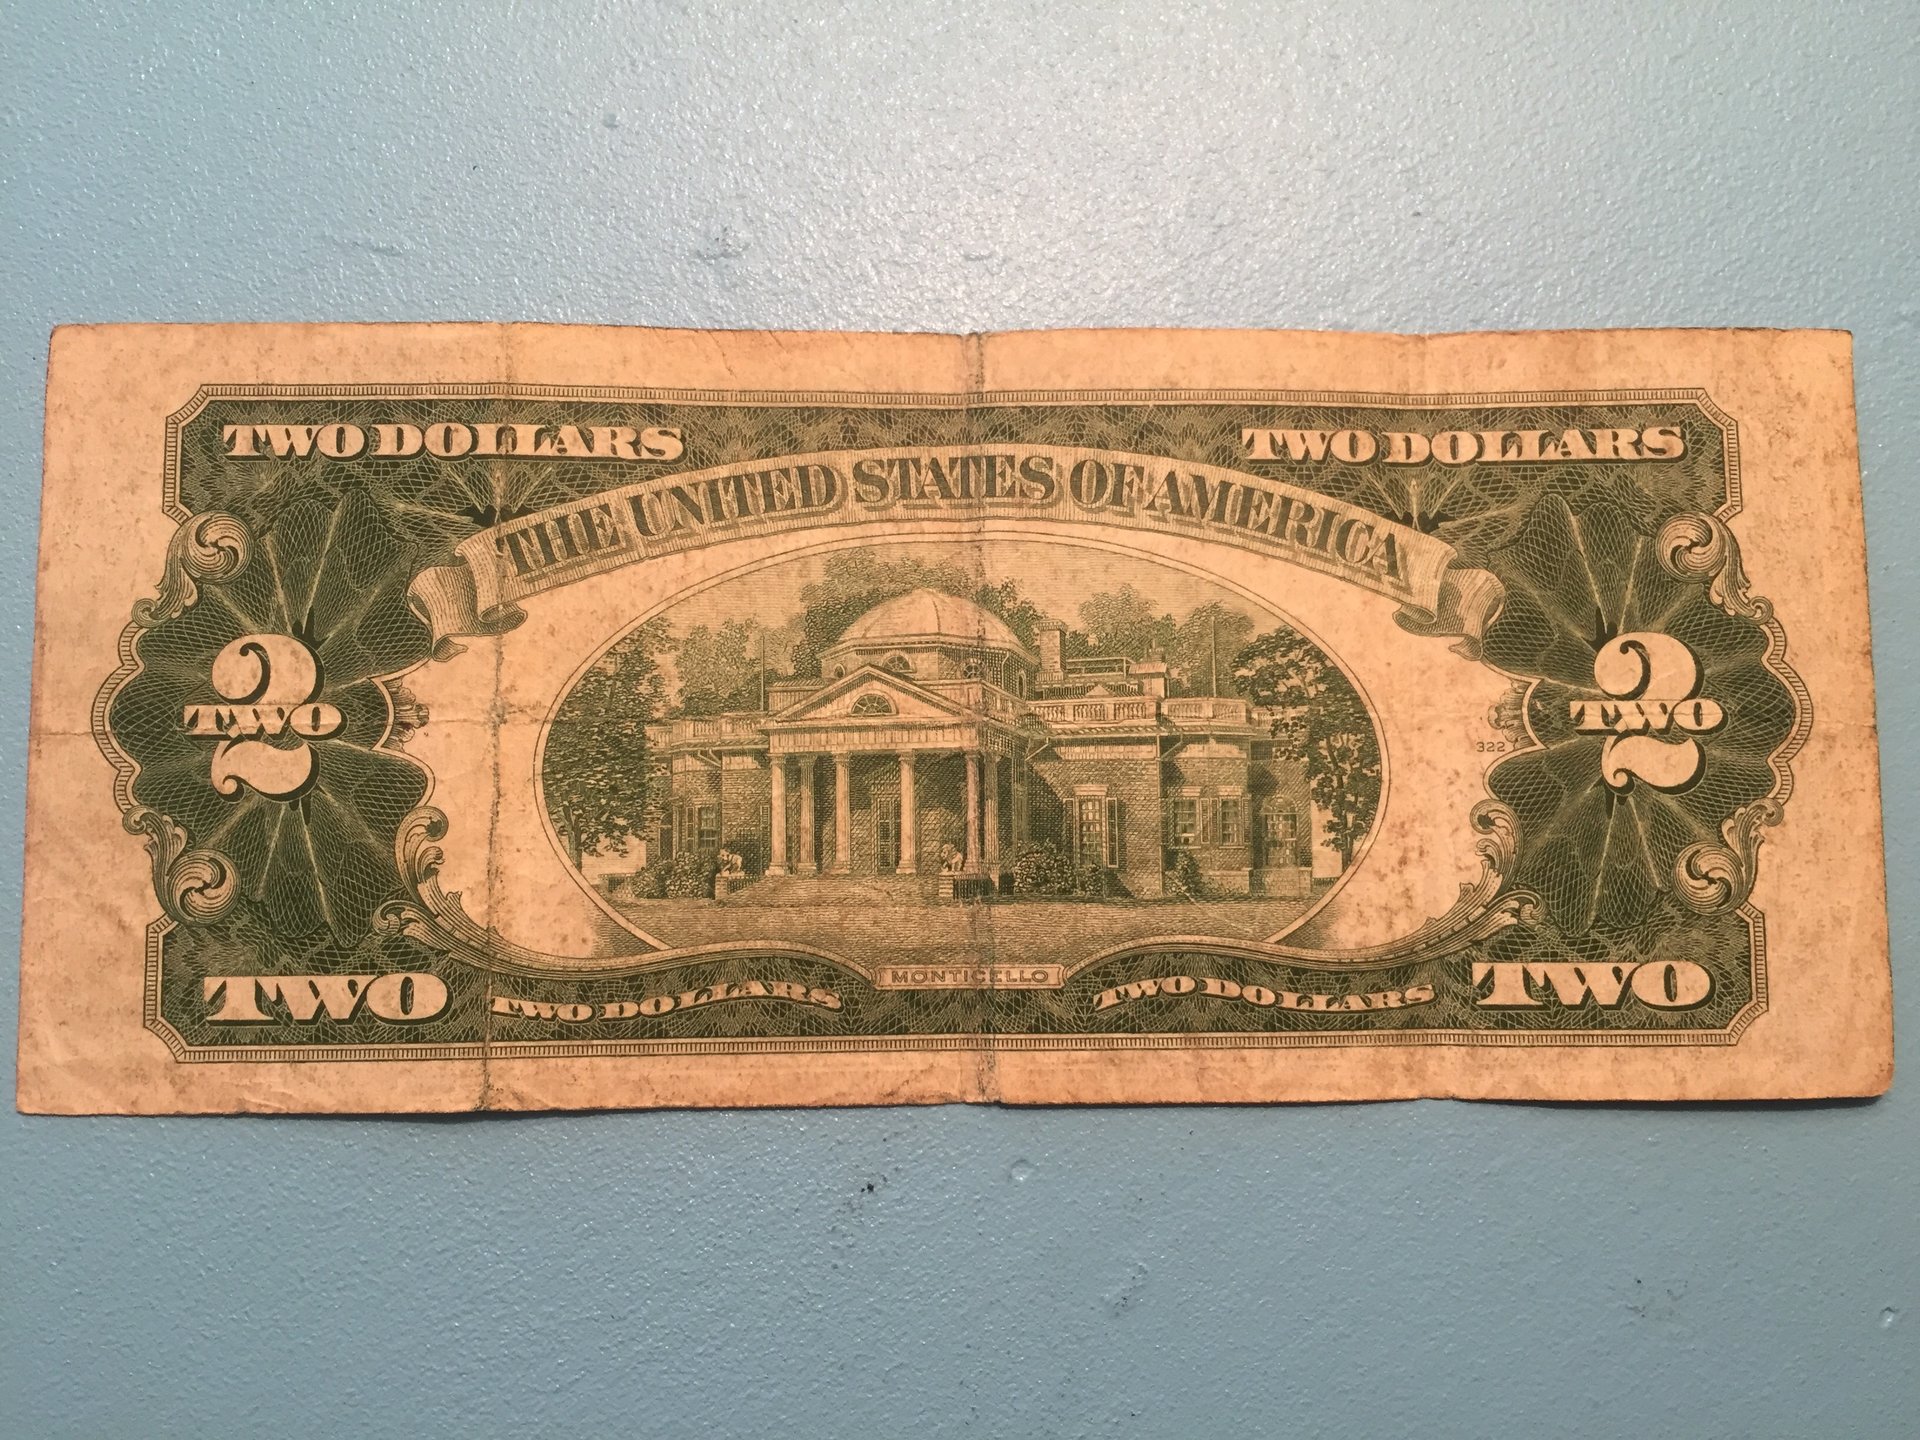 TWO DOLLARS TWO DOLLARS
THE UNITED STATES OF AMERICA
2 2
TWO TWO
322
MONTICELLO
TWO TWO DOLLARS TWO DOLLARS TWO